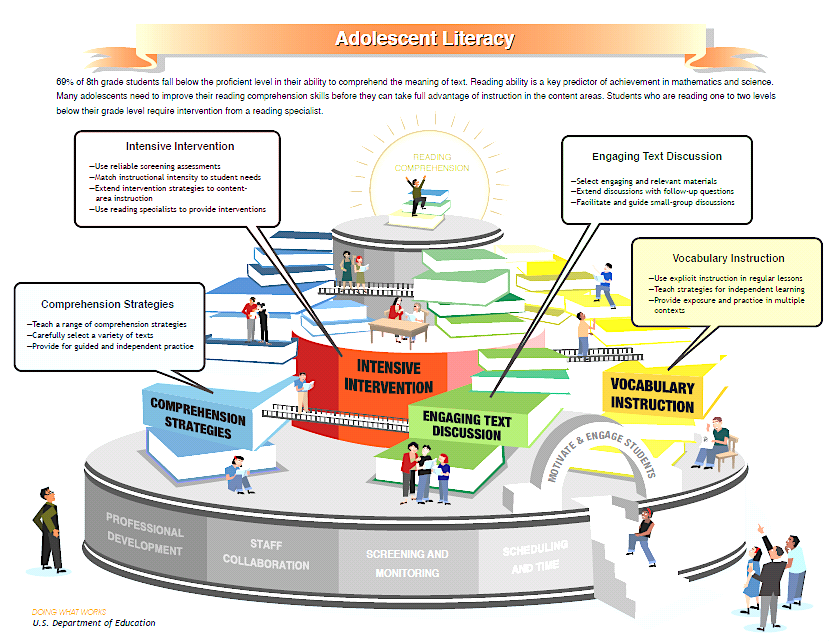 Adolescent Literacy
69% of 8th grade students fall below the proficient level in their ability to comprehend the meaning of text. Reading ability is a key predictor of achievement in mathematics and science.
Many adolescents need to improve their reading comprehension skills before they can take full advantage of instruction in the content areas. Students who are reading one to two levels
below their grade level require intervention from a reading specialist.
Intensive Intervention
—Use reliable screening assessments
—Match instructional intensity to student needs
—Extend intervention strategies to content-
area instruction
—Use reading specialists to provide interventions
READING
COMPREHENSION
Engaging Text Discussion
—Select engaging and relevant materials
—Extend discussions with follow-up questions
—Facilitate and guide small-group discussions
Vocabulary Instruction
—Use explicit instruction in regular lessons
—Teach strategies for independent learning
—Provide exposure and practice in multiple
contexts
Comprehension Strategies
—Teach a range of comprehension strategies
—Carefully select a variety of texts
—Provide for guided and independent practice
INTENSIVE
INTERVENTION
COMPREHENSION
STRATEGIES
ENGAGING TEXT
DISCUSSION
VOCABULARY
INSTRUCTION
MOTIVATE & ENGAGE STUDENTS
PROFESSIONAL
DEVELOPMENT
STAFF
COLLABORATION
SCREENING AND
MONITORING
SCHEDULING
AND TIME
DOING WHAT WORKS
U.S. Department of Education